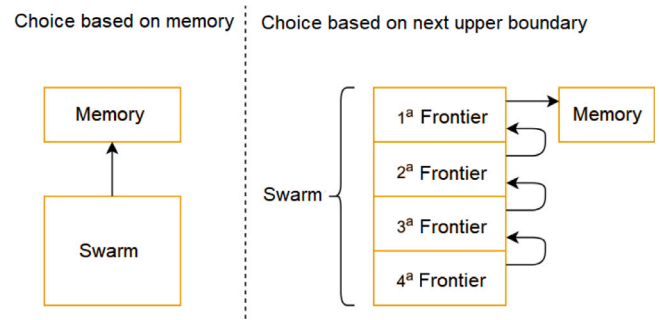 Choice based on memory
Memory
Swarm
Choice based on next upper boundary
Swarm
1ª Frontier
2ª Frontier
3ª Frontier
4ª Frontier
Memory